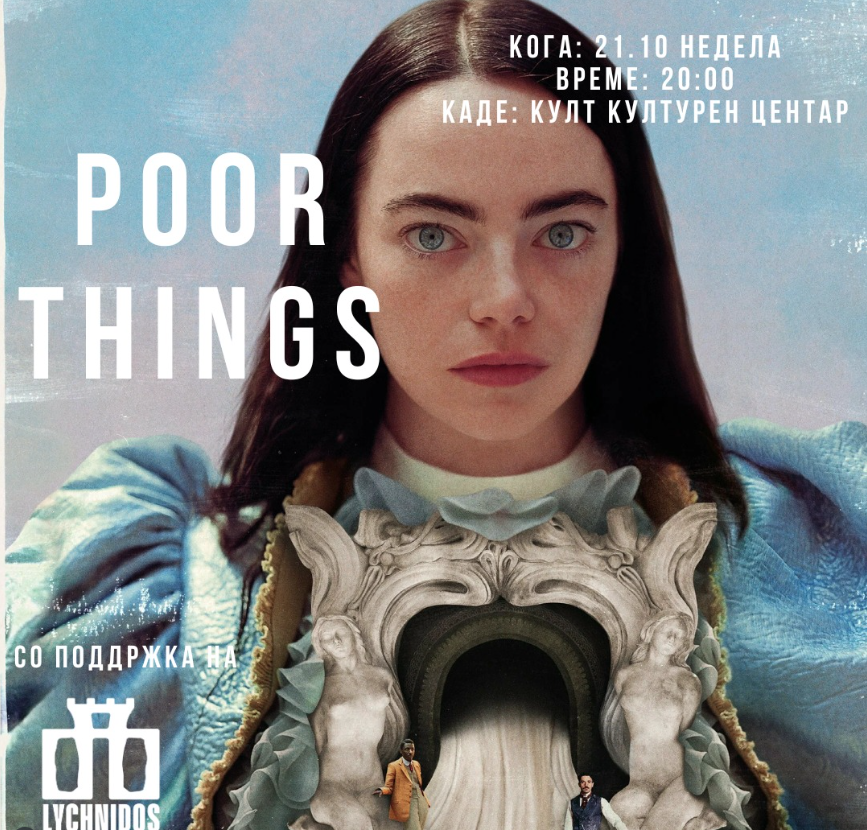 КОГА: 21.10 НЕДЕЛА
ВРЕМЕ: 20:00
КАДЕ: КУЛТ КУЛТУРЕН ЦЕНТАР
POOR
THINGS
СО ПОДДРЖКА НА
LYCHNIDOS